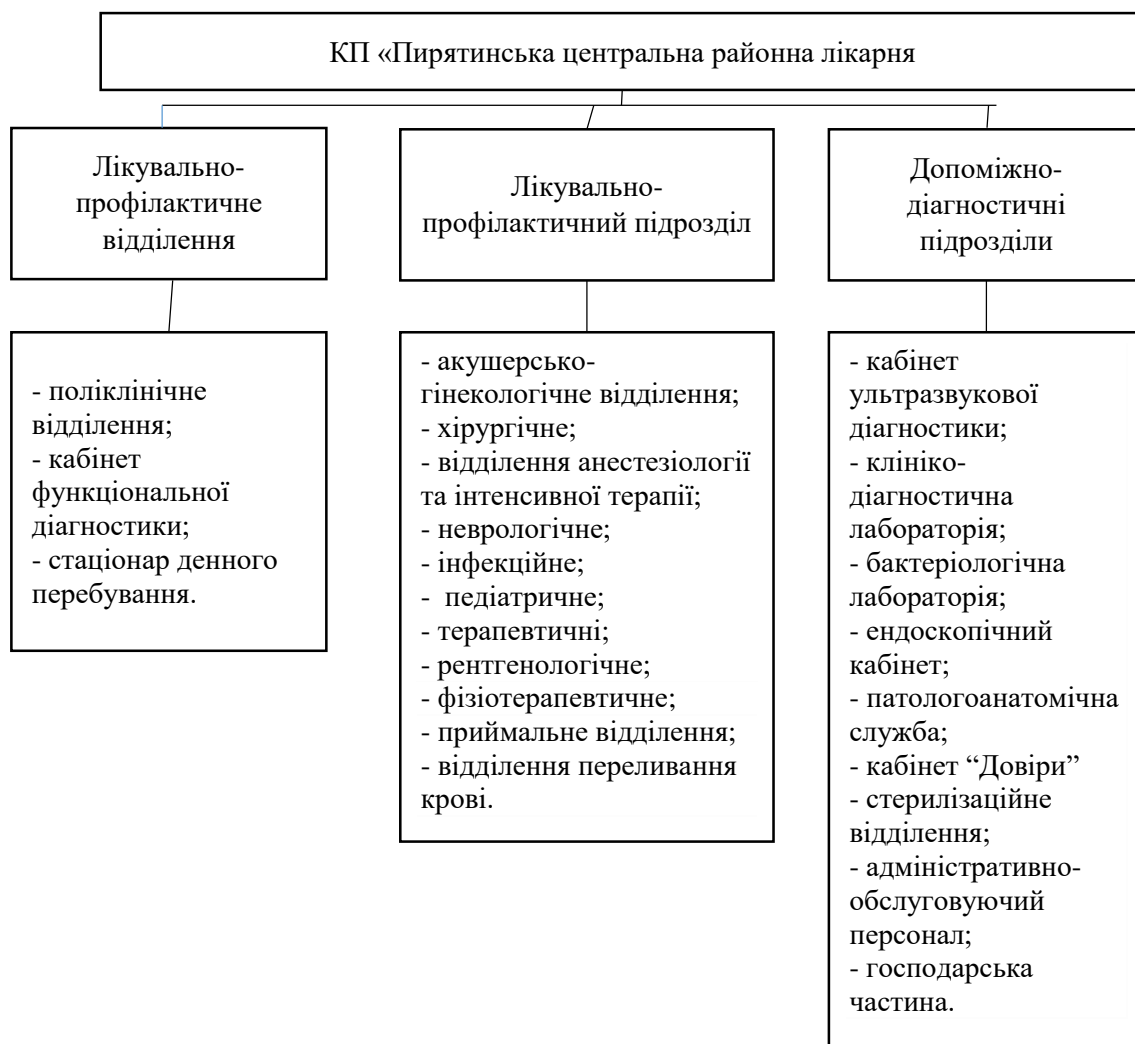 КП «Пирятинська центральна районна лікарня
Лікувально-
профілактичне
відділення
Лікувально-
профілактичний підрозділ
Допоміжно-
діагностичні
підрозділи
- поліклінічне
відділення;
- кабінет
функціональної
діагностики;
- стаціонар денного
перебування.
- акушерсько-
гінекологічне відділення;
- хірургічне;
- відділення анестезіології
та інтенсивної терапії;
- неврологічне;
- інфекційне;
- педіатричне;
- терапевтичні;
- рентгенологічне;
- фізіотерапевтичне;
- приймальне відділення;
- відділення переливання
крові.
- кабінет
ультразвукової
діагностики;
- клініко-
діагностична
лабораторія;
- бактеріологічна
лабораторія;
- ендоскопічний
кабінет;
- патологоанатомічна
служба;
- кабінет “Довіри”
- стерилізаційне
відділення;
- адміністративно-
обслуговуючий
персонал;
- господарська
частина.